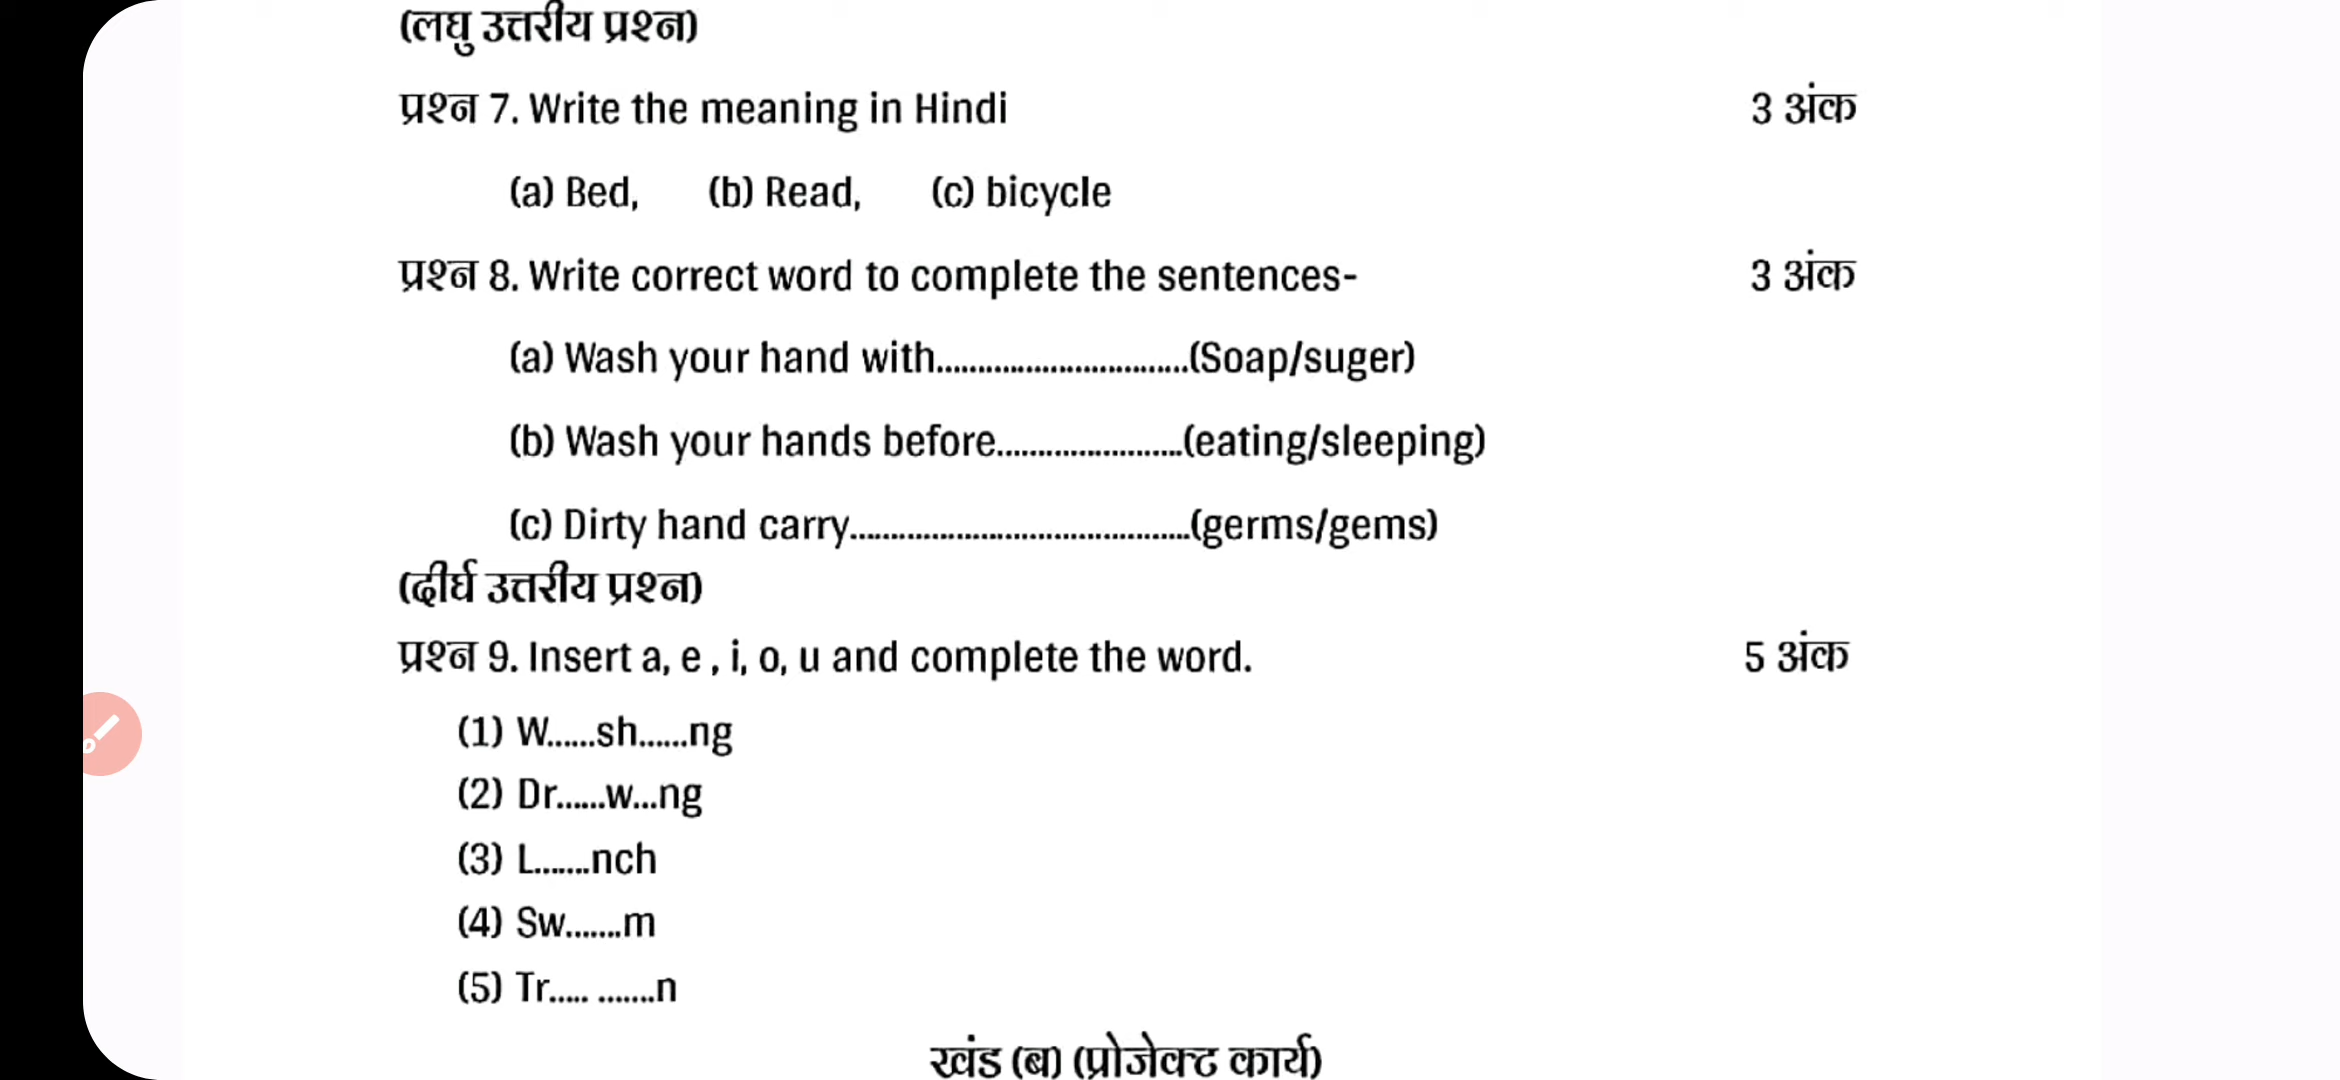 (लघु उत्तरीय प्रश्न)
प्रश्न 7. Write the meaning in Hindi 3 अंक
(a) Bed, (b) Read, (c) bicycle
प्रश्न 8. Write correct word to complete the sentences- 3 अंक
(a) Wash your hand with...............................(Soap/suger)
(b) Wash your hands before.......................(eating/sleeping)
(c) Dirty hand carry..........................................(germs/gems)
(दीर्घ उत्तरीय प्रश्न)
प्रश्न 9. Insert a, e , i, o, u and complete the word. 5 अंक
(1) W......sh......ng
(2) Dr......w...ng
(3) L.......nch
(4) Sw.......m
(5) Tr..... .......n
खंड (ब) (प्रोजेक्ट कार्य)